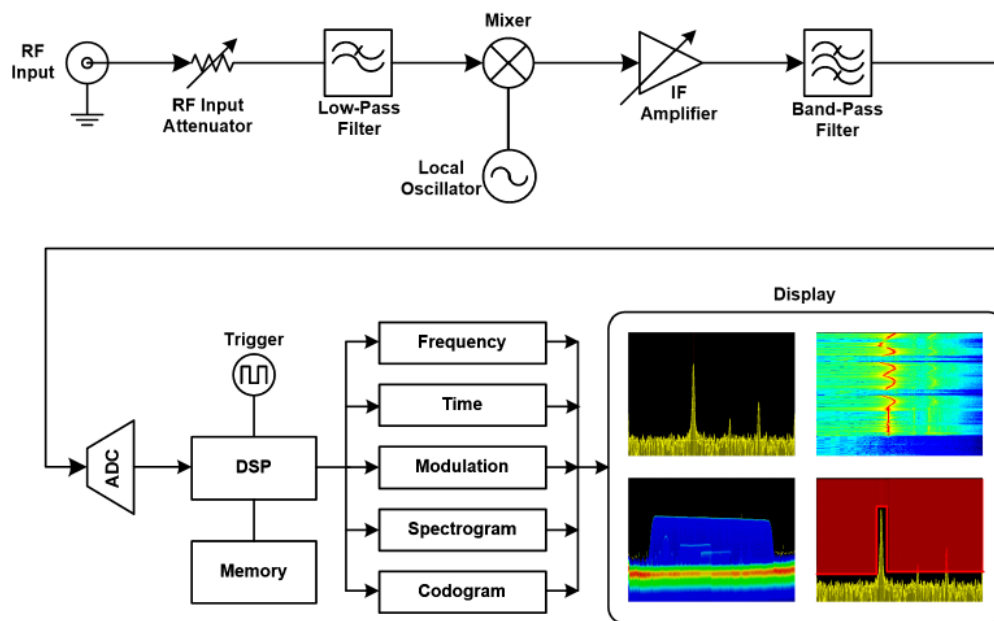 RF
Input
RF Input
Attenuator
Low-Pass
Filter
Mixer
Local
Oscillator
IF
Amplifier
Band-Pass
Filter
Display
Trigger
ADC
DSP
Memory
Frequency
Time
Modulation
Spectrogram
Codogram